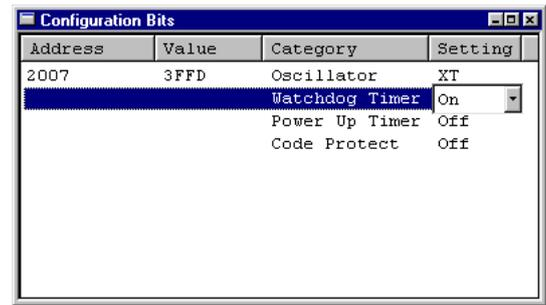 Configuration Bits
Address Value Category Setting
2007 3FFD Oscillator XT
Watchdog Timer On
Power Up Timer Off
Code Protect Off